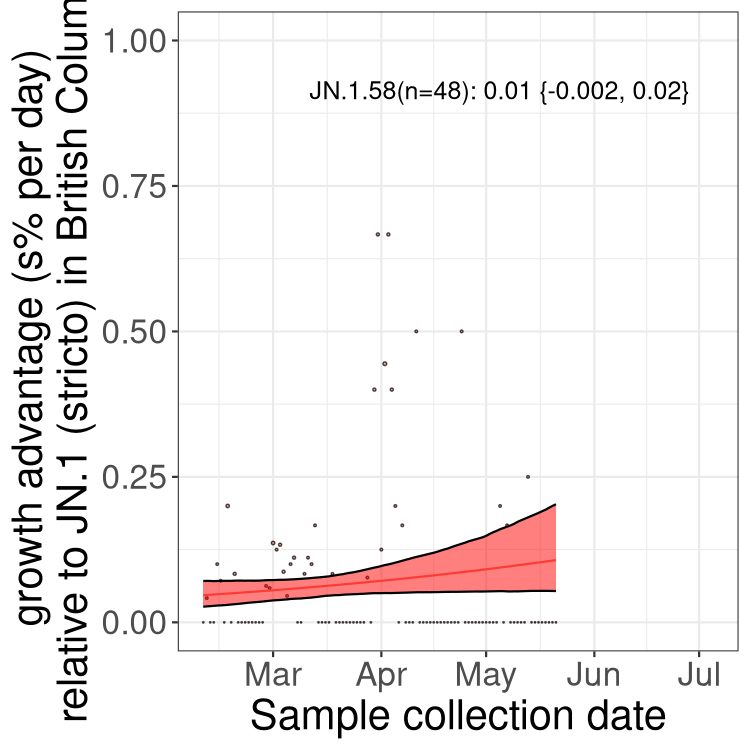 growth advantage (s% per day)
relative to JN.1 (stricto) in British Colum
1.00
0.75
0.50
0.25
0.00
JN.1.58(n=48): 0.01 {-0.002, 0.02}
Mar Apr May Jun Jul
Sample collection date